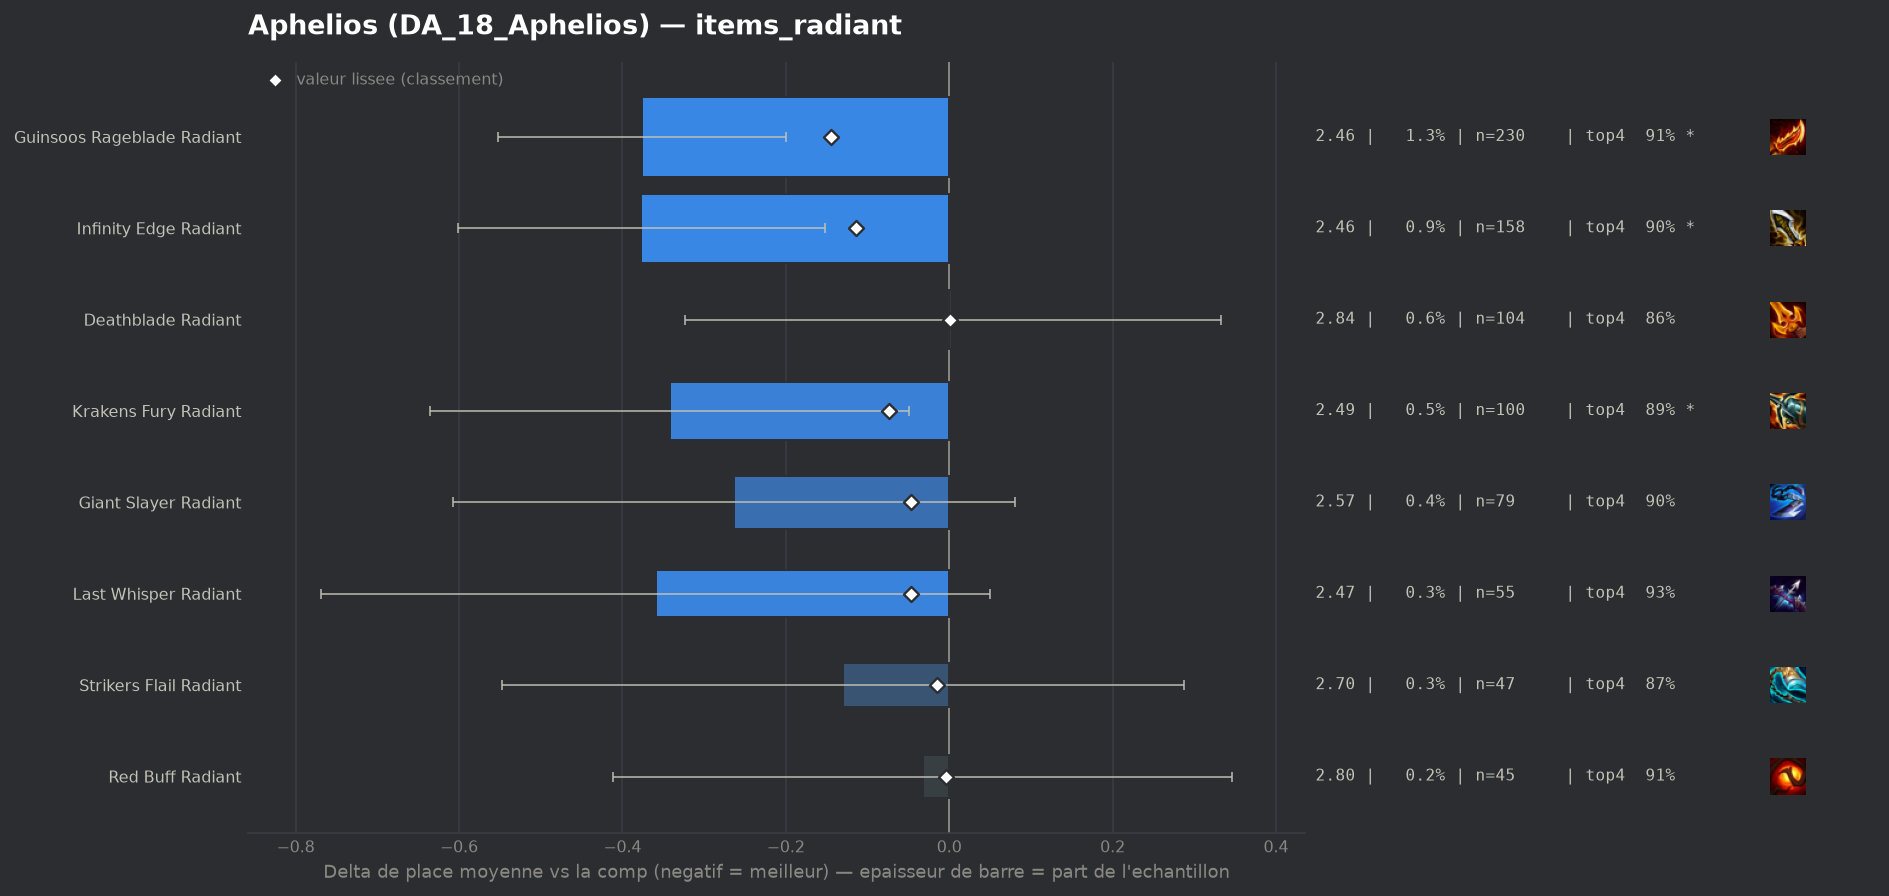 Aphelios (DA_18_Aphelios) — items_radiant
valeur lissee (classement)
Guinsoos Rageblade Radiant 2.46 | 1.3% | n=230 | top4 91% *
Infinity Edge Radiant 2.46 | 0.9% | n=158 | top4 90% *
Deathblade Radiant 2.84 | 0.6% | n=104 | top4 86%
Krakens Fury Radiant 2.49 | 0.5% | n=100 | top4 89% *
Giant Slayer Radiant 2.57 | 0.4% | n=79 | top4 90%
Last Whisper Radiant 2.47 | 0.3% | n=55 | top4 93%
Strikers Flail Radiant 2.70 | 0.3% | n=47 | top4 87%
Red Buff Radiant 2.80 | 0.2% | n=45 | top4 91%
−0.8 −0.6 −0.4 −0.2 0.0 0.2 0.4
Delta de place moyenne vs la comp (negatif = meilleur) — epaisseur de barre = part de l'echantillon